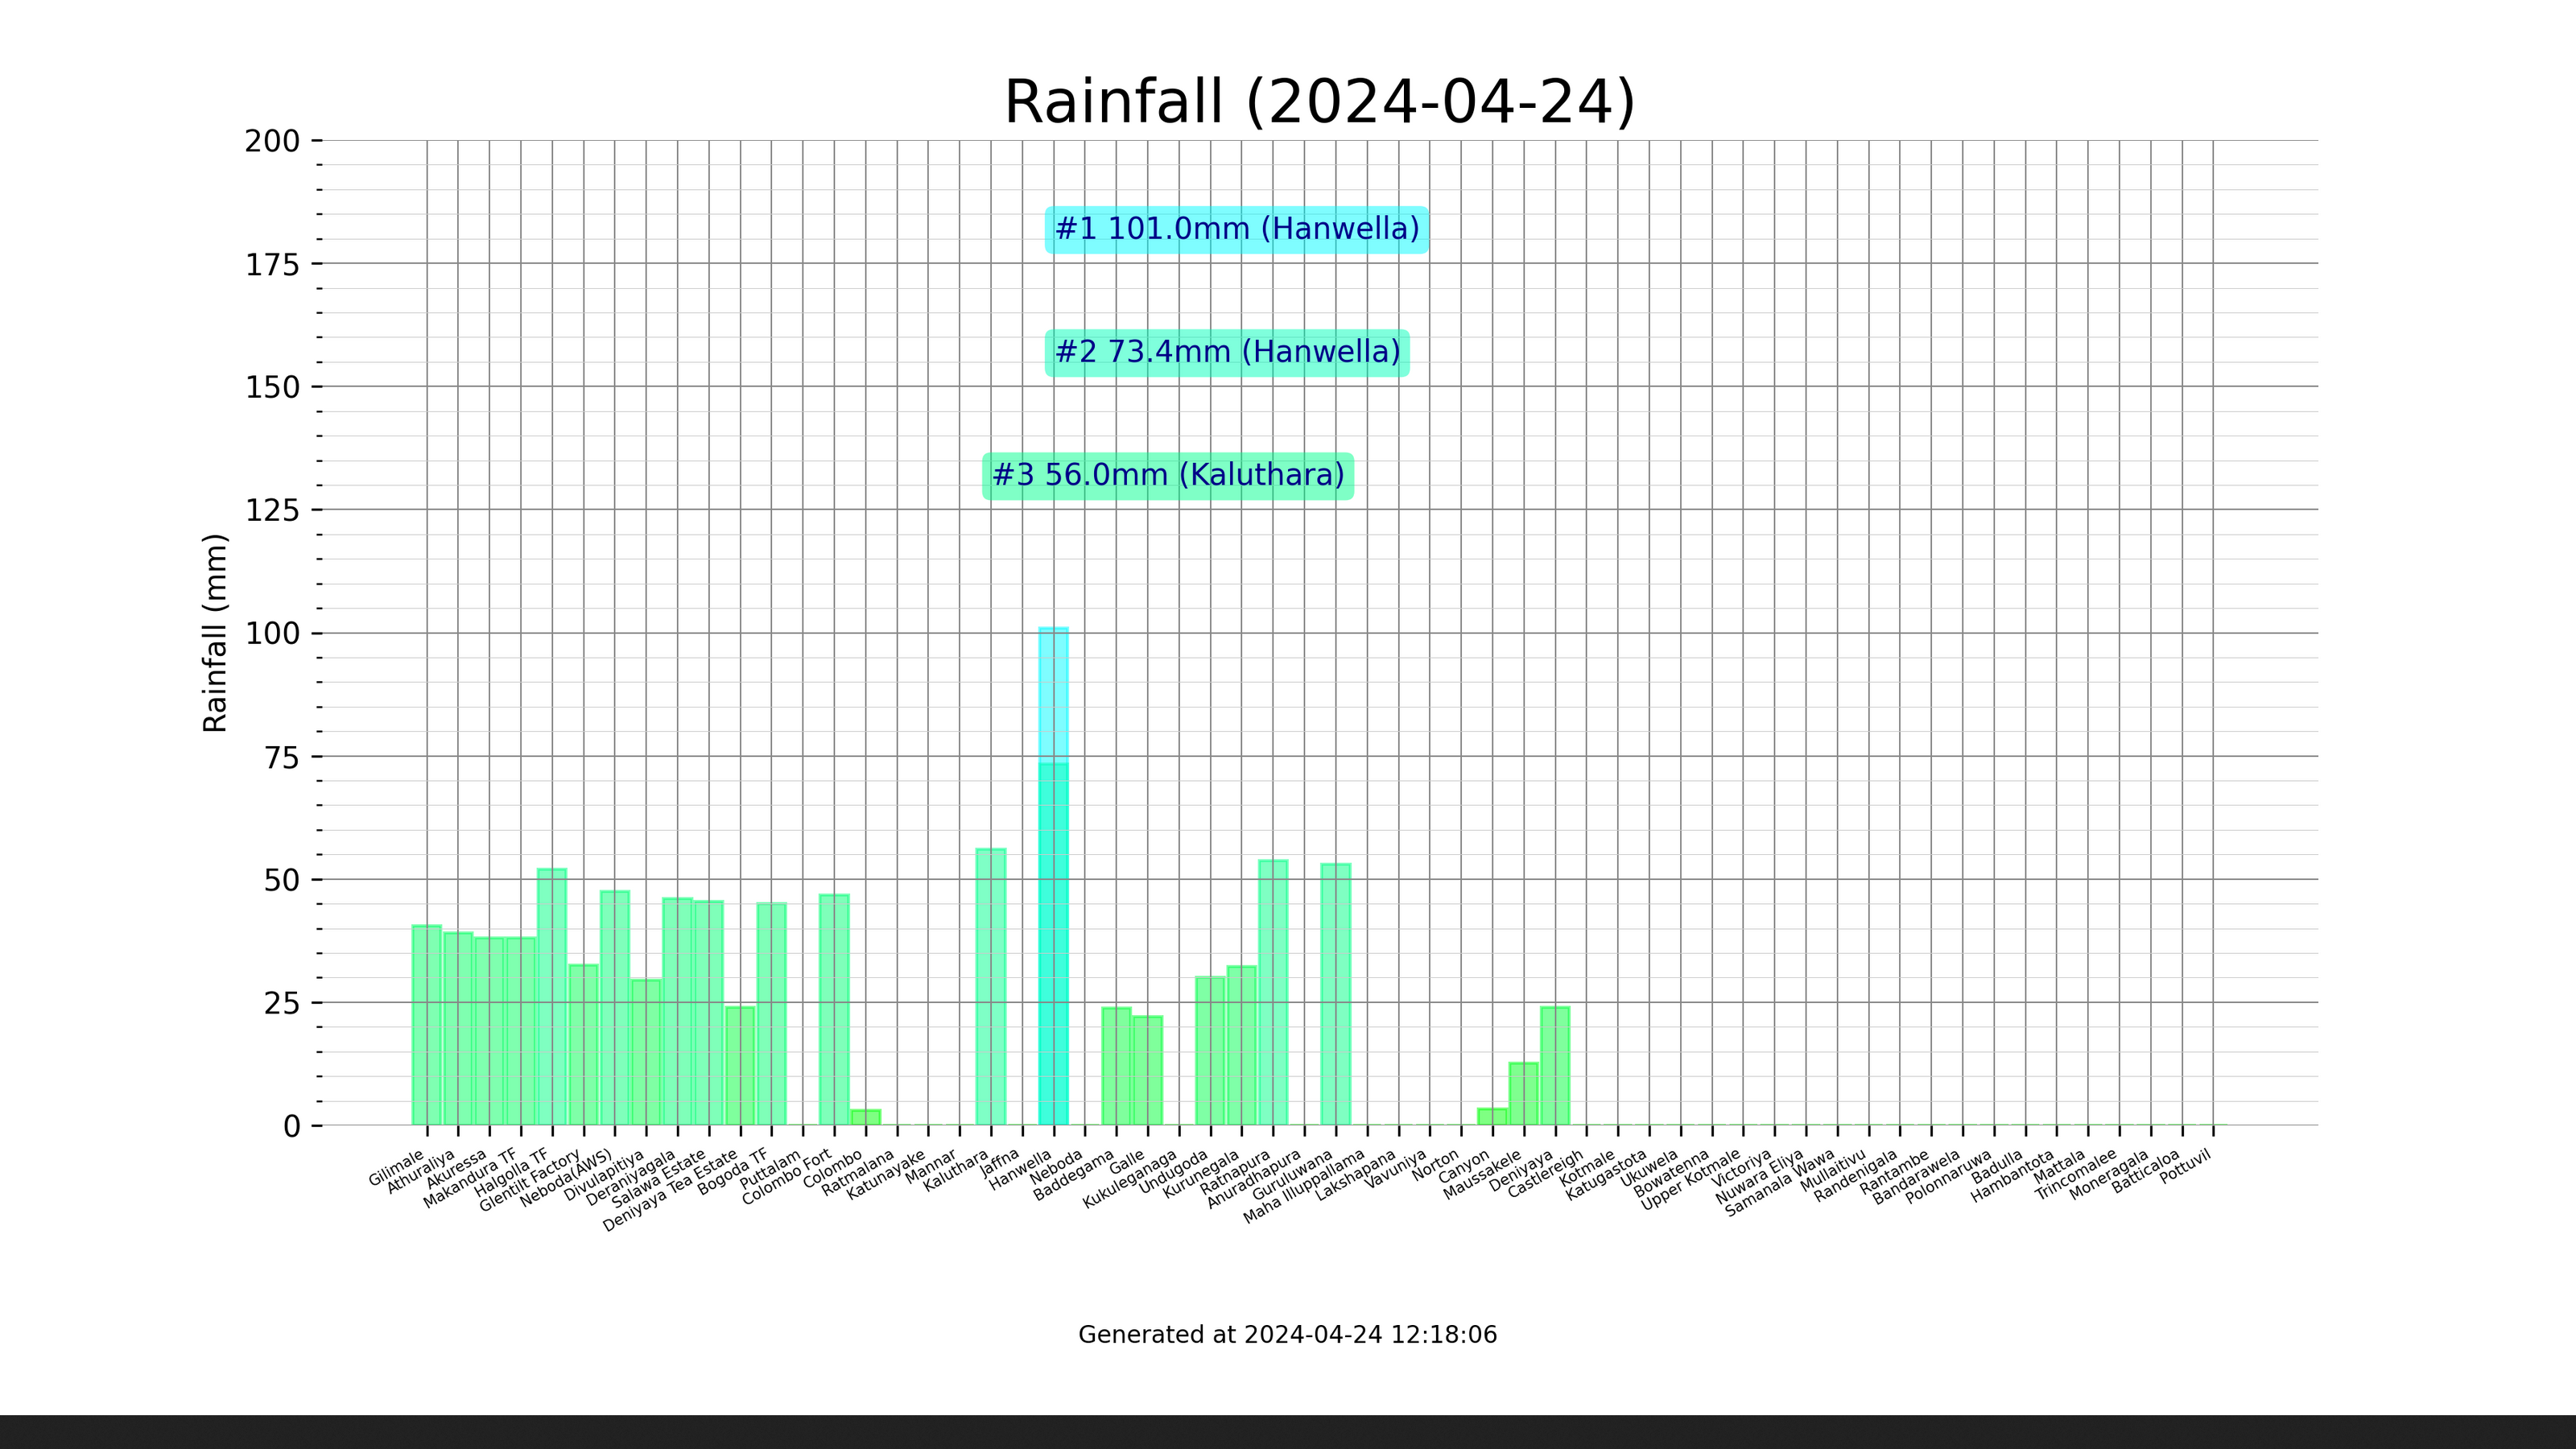 Rainfall (2024-04-24)
200
175
150
125
100
75
50
25
0
Rainfall (mm)
#1 101.0mm (Hanwella)
#2 73.4mm (Hanwella)
#3 56.0mm (Kaluthara)
Gilimale
Athuraliya
Akuressa
Makandura TF
Halgolla TF
Glentilt Factory
Neboda(AWS)
Divulapitiya
Deraniyagala
Salawa Estate
Deniyaya Tea Estate
Bogoda TF
Puttalam
Colombo Fort
Colombo
Ratmalana
Katunayake
Mannar
Kaluthara
Jaffna
Hanwella
Neboda
Baddegama
Galle
Kukuleganaga
Undugoda
Kurunegala
Ratnapura
Anuradhapura
Guruluwana
Maha Illuppallama
Lakshapana
Vavuniya
Norton
Canyon
Maussakele
Deniyaya
Castlereigh
Kotmale
Katugastota
Ukuwela
Bowatenna
Upper Kotmale
Victoriya
Nuwara Eliya
Samanala Wawa
Mullaitivu
Randenigala
Rantambe
Bandarawela
Polonnaruwa
Badulla
Hambantota
Mattala
Trincomalee
Moneragala
Batticaloa
Pottuvil
Generated at 2024-04-24 12:18:06